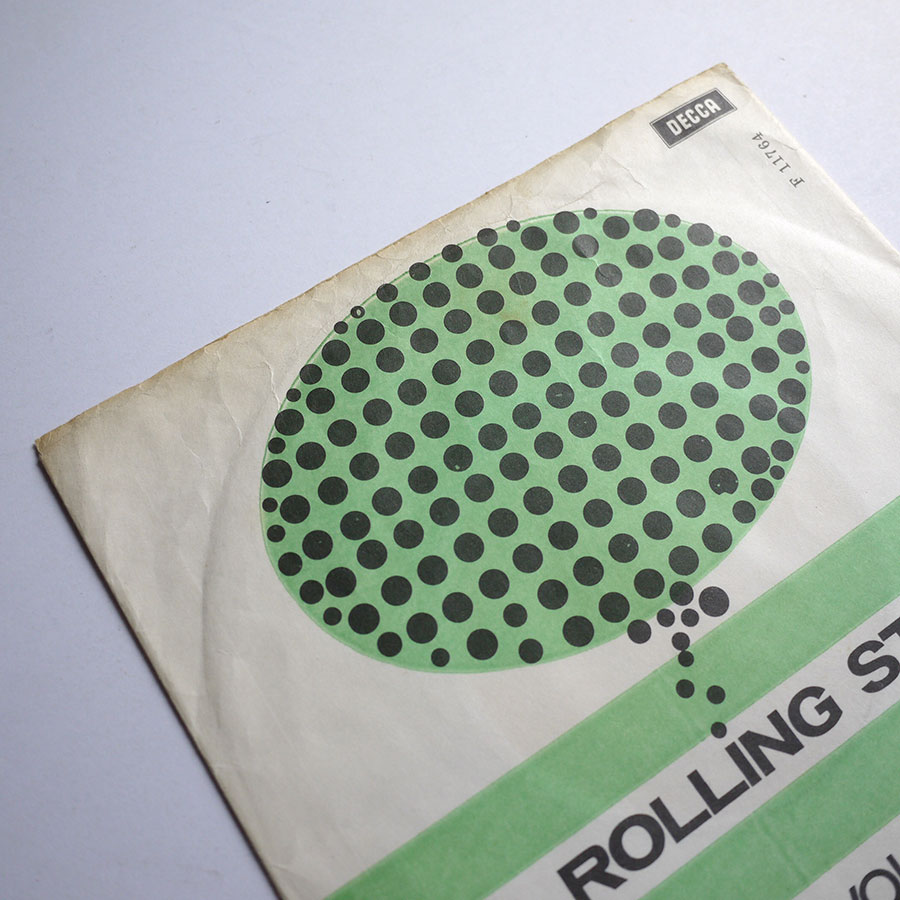 DECCA
F 11764
ROLLING ST